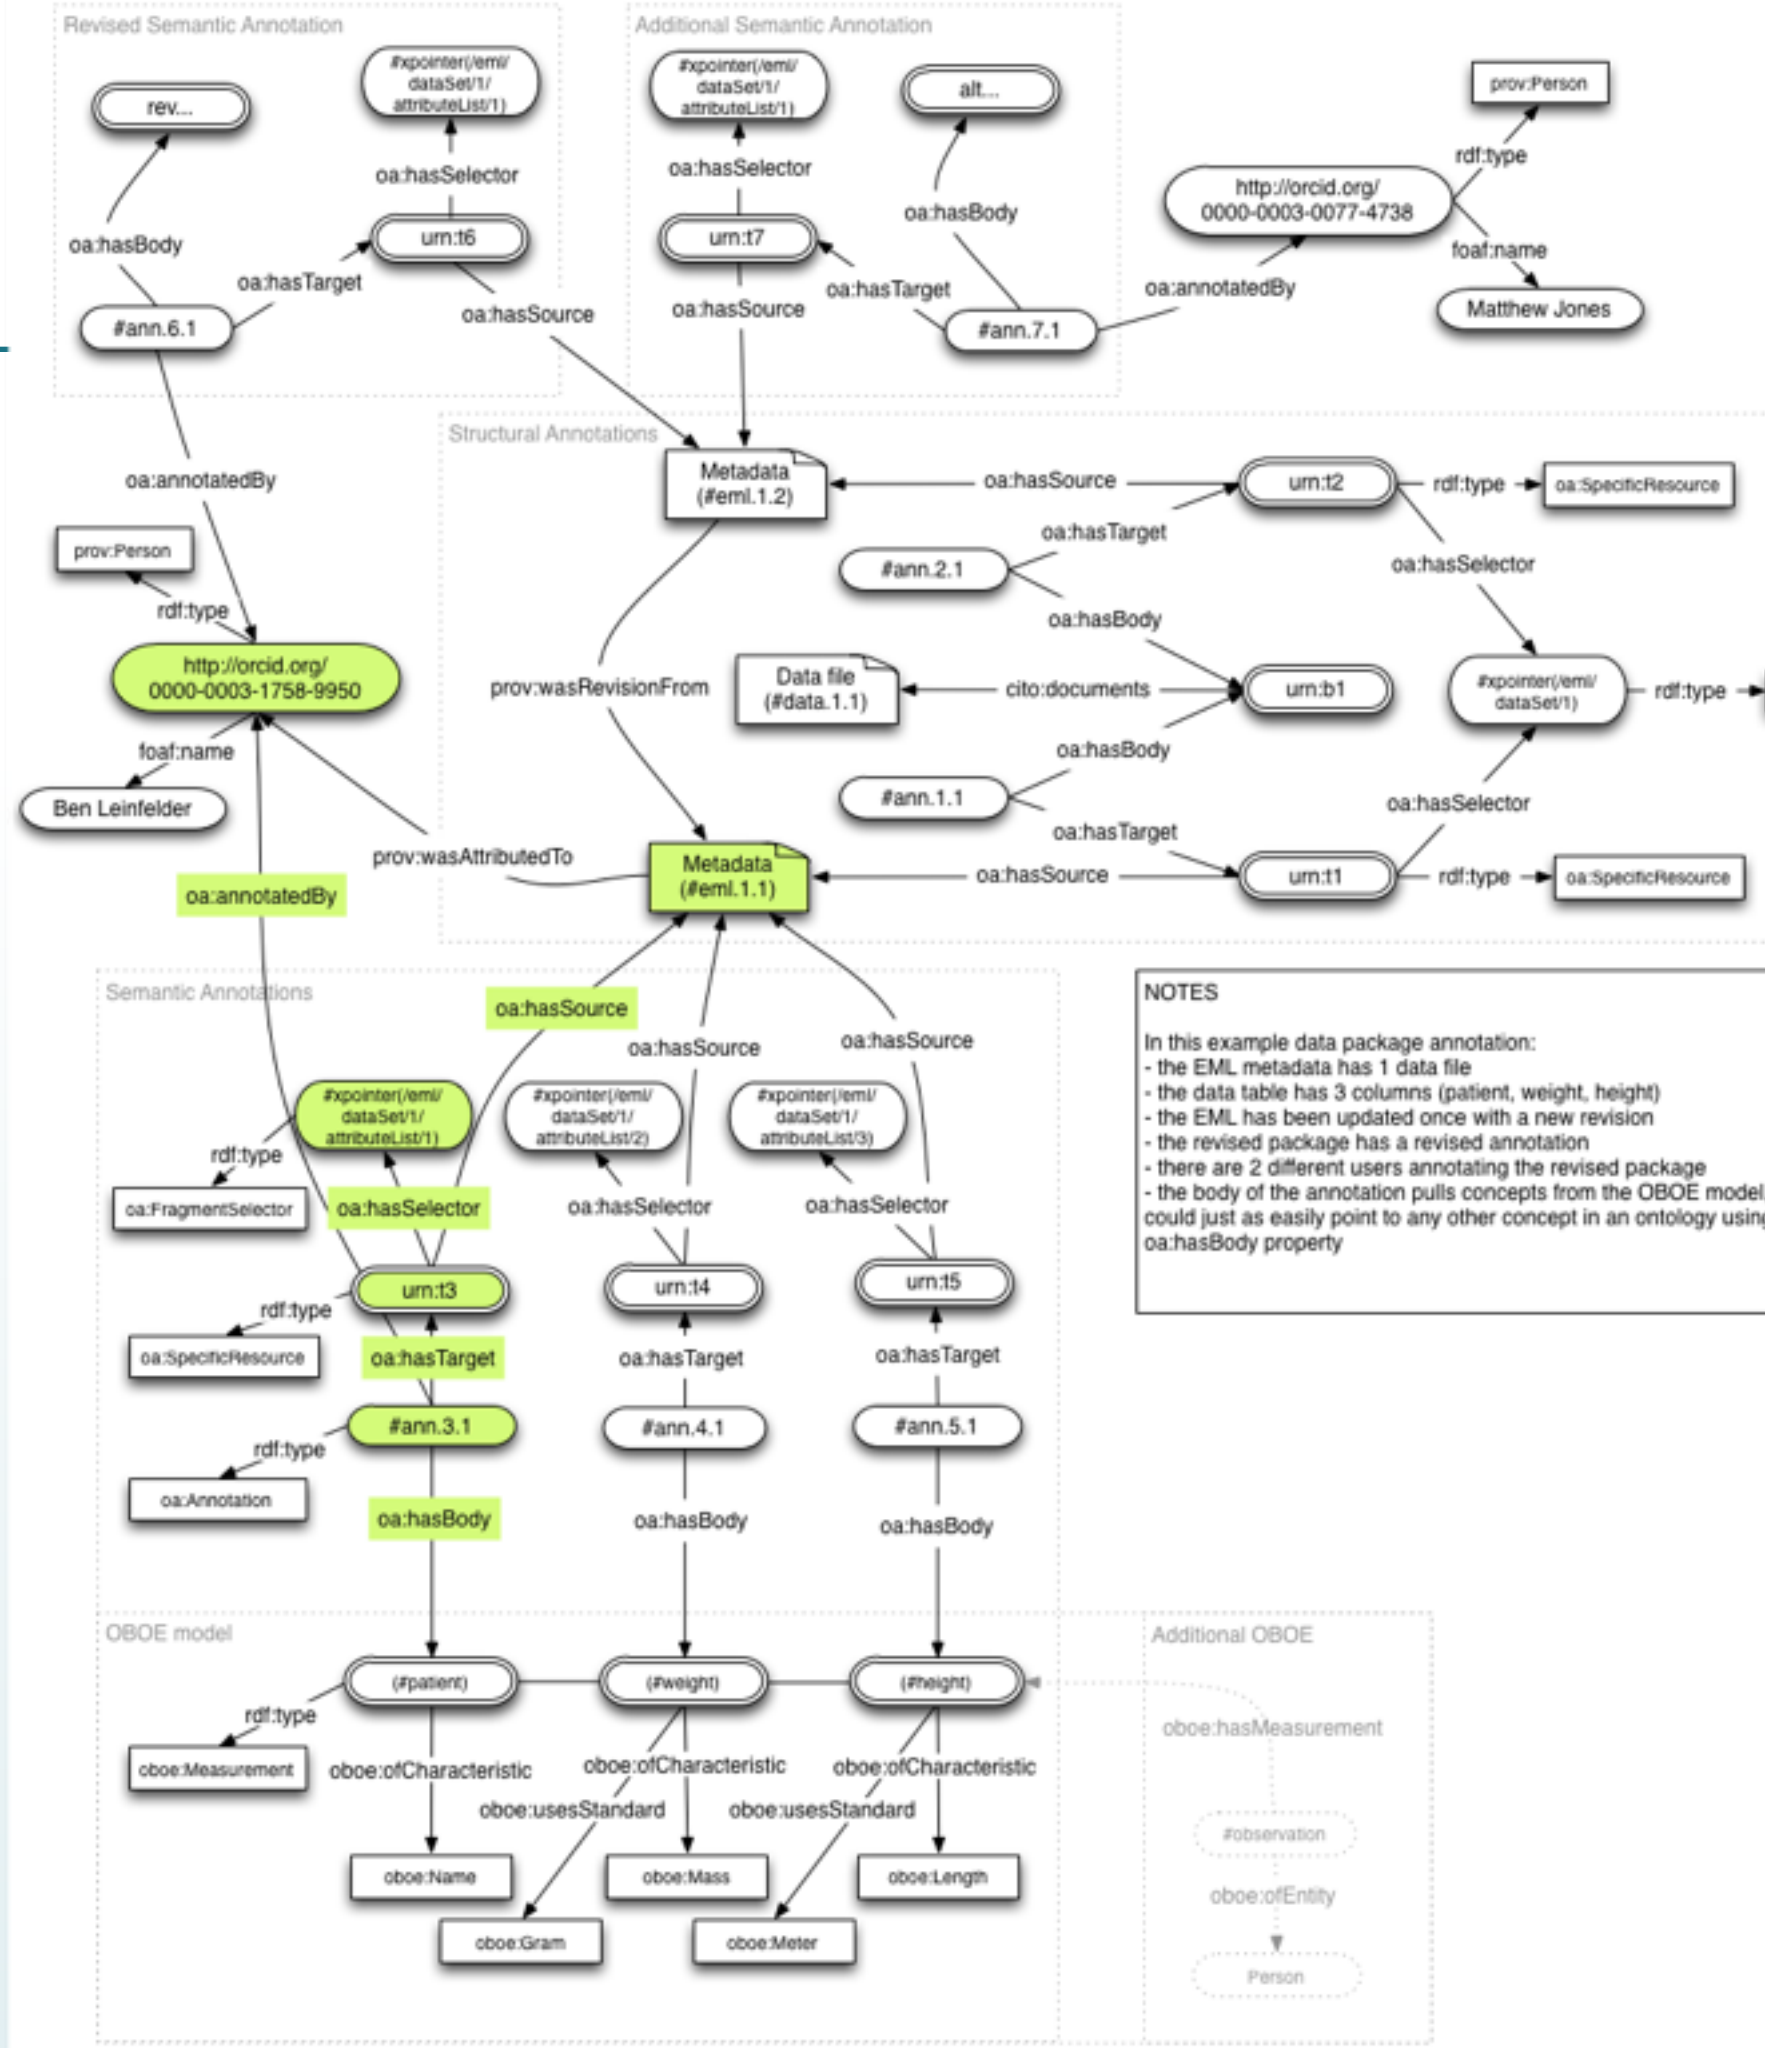 Revised Semantic Annotation
Additional Semantic Annotation
#xpointer(/eml/
dataSet/1/
attributeList/1)
rev...
oa:hasSelector
urn:t6
oa:hasBody
oa:hasTarget
oa:hasSource
#ann.6.1
#xpointer(/eml/
dataSet/1/
attributeList/1)
alt...
oa:hasSelector
oa:hasBody
urn:t7
oa:hasTarget
oa:hasSource
#ann.7.1
prov:Person
rdf:type
http://orcid.org/
0000-0003-0077-4738
foaf:name
oa:annotatedBy
Matthew Jones
oa:annotatedBy
prov:Person
rdf:type
http://orcid.org/
0000-0003-1758-9950
foaf:name
Ben Leinfelder
Structural Annotations
Metadata
(#eml.1.2)
oa:hasSource
urn:t2
rdf:type
oa:SpecificResource
oa:hasTarget
#ann.2.1
oa:hasSelector
oa:hasBody
prov:wasRevisionFrom
Data file
(#data.1.1)
cito:documents
urn:b1
#xpointer(/eml/
dataSet/1)
rdf:type
oa:hasBody
#ann.1.1
oa:hasSelector
oa:hasTarget
prov:wasAttributedTo
Metadata
(#eml.1.1)
oa:hasSource
urn:t1
rdf:type
oa:SpecificResource
oa:annotatedBy
Semantic Annotations
oa:hasSource
oa:hasSource
oa:hasSource
#xpointer(/eml/
dataSet/1/
attributeList/1)
#xpointer(/eml/
dataSet/1/
attributeList/2)
#xpointer(/eml/
dataSet/1/
attributeList/3)
rdf:type
oa:FragmentSelector
oa:hasSelector
oa:hasSelector
oa:hasSelector
urn:t3
urn:t4
urn:t5
rdf:type
oa:SpecificResource
oa:hasTarget
oa:hasTarget
oa:hasTarget
#ann.3.1
#ann.4.1
#ann.5.1
rdf:type
oa:Annotation
oa:hasBody
oa:hasBody
oa:hasBody
NOTES
In this example data package annotation:
- the EML metadata has 1 data file
- the data table has 3 columns (patient, weight, height)
- the EML has been updated once with a new revision
- the revised package has a revised annotation
- there are 2 different users annotating the revised package
- the body of the annotation pulls concepts from the OBOE model
could just as easily point to any other concept in an ontology using
oa:hasBody property
OBOE model
(#patient)
(#weight)
(#height)
rdf:type
oboe:Measurement
oboe:ofCharacteristic
oboe:ofCharacteristic
oboe:ofCharacteristic
oboe:usesStandard
oboe:usesStandard
oboe:Name
oboe:Mass
oboe:Length
oboe:Gram
oboe:Meter
Additional OBOE
oboe:hasMeasurement
#observation
oboe:ofEntity
Person